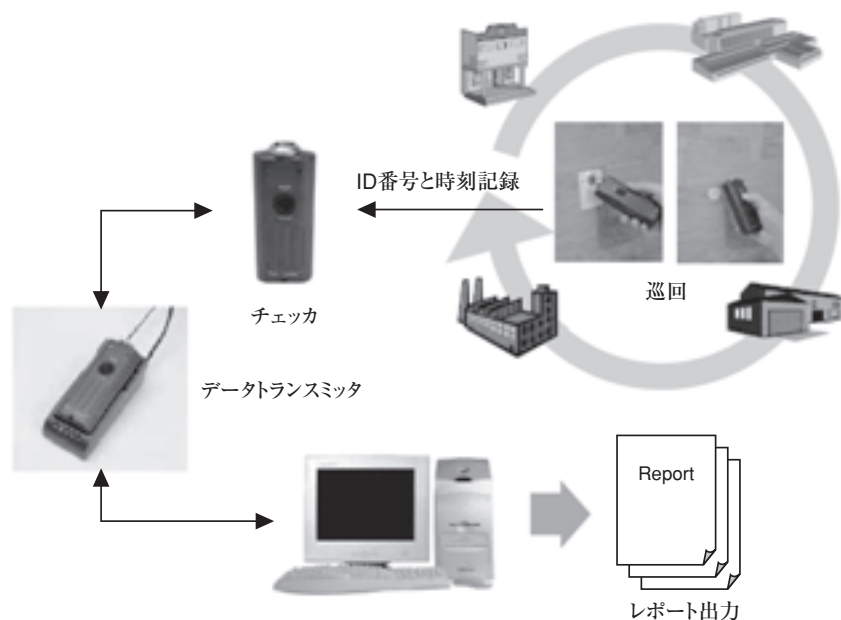 ID番号と時刻記録
巡回
チェッカ
データトランスミッタ
Report
レポート出力